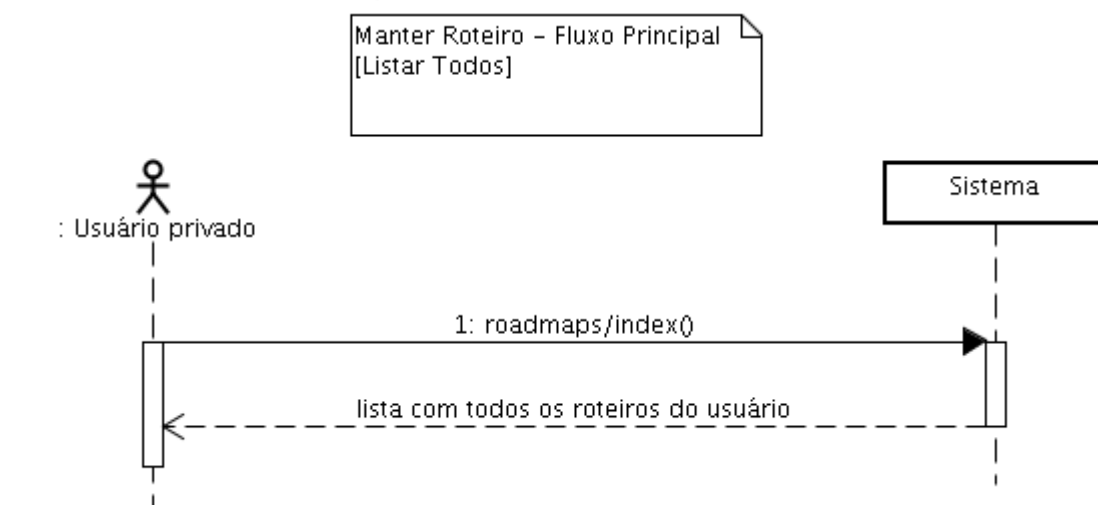 Manter Roteiro – Fluxo Principal
[Listar Todos]
Sistema
: Usuário privado
1: roadmaps/index()
lista com todos os roteiros do usuário